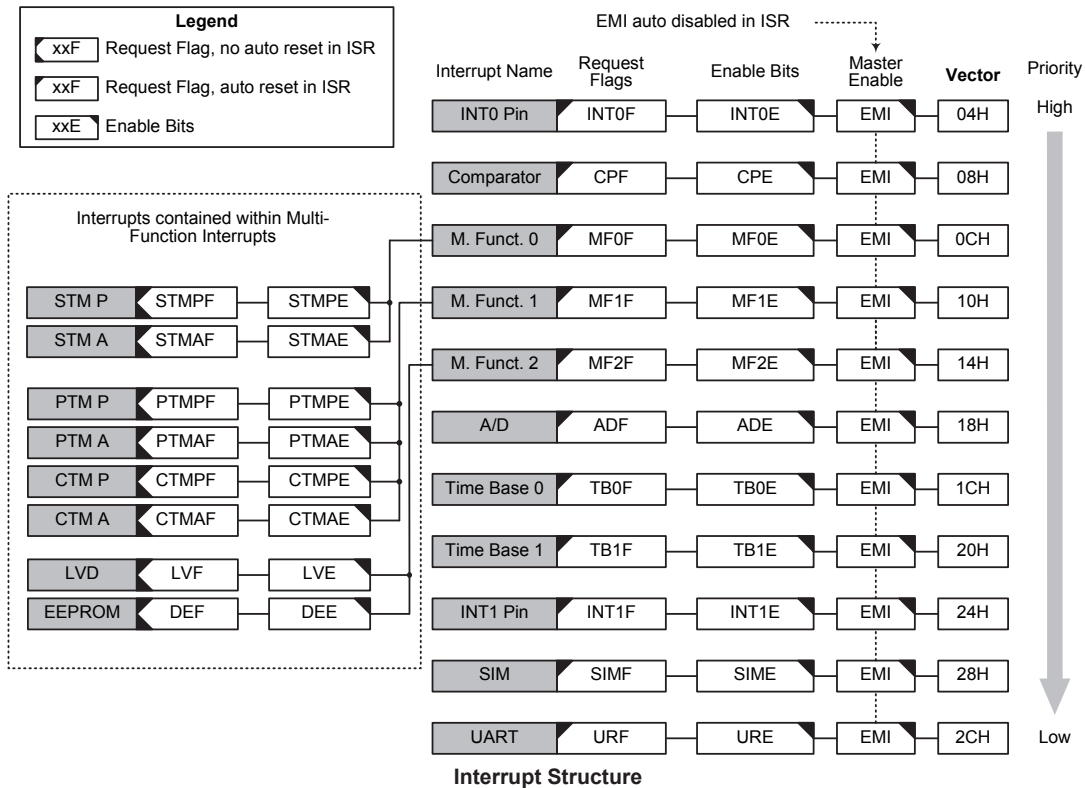 Legend
xxF Request Flag, no auto reset in ISR
xxF Request Flag, auto reset in ISR
xxE Enable Bits
EMI auto disabled in ISR
Interrupt Name Request Flags Enable Bits Master Enable Vector Priority
INT0 Pin INT0F INT0E EMI 04H High
Comparator CPF CPE EMI 08H
Interrupts contained within Multi-
Function Interrupts
M. Funct. 0 MF0F MF0E EMI 0CH
STM P STMPF STMPE M. Funct. 1 MF1F MF1E EMI 10H
STM A STMAF STMAE
M. Funct. 2 MF2F MF2E EMI 14H
PTM P PTMPF PTMPE
PTM A PTMAF PTMAE A/D ADF ADE EMI 18H
CTM P CTMPF CTMPE Time Base 0 TB0F TB0E EMI 1CH
CTM A CTMAF CTMAE
Time Base 1 TB1F TB1E EMI 20H
LVD LVF LVE
EEPROM DEF DEE INT1 Pin INT1F INT1E EMI 24H
SIM SIMF SIME EMI 28H
UART URF URE EMI 2CH Low
Interrupt Structure